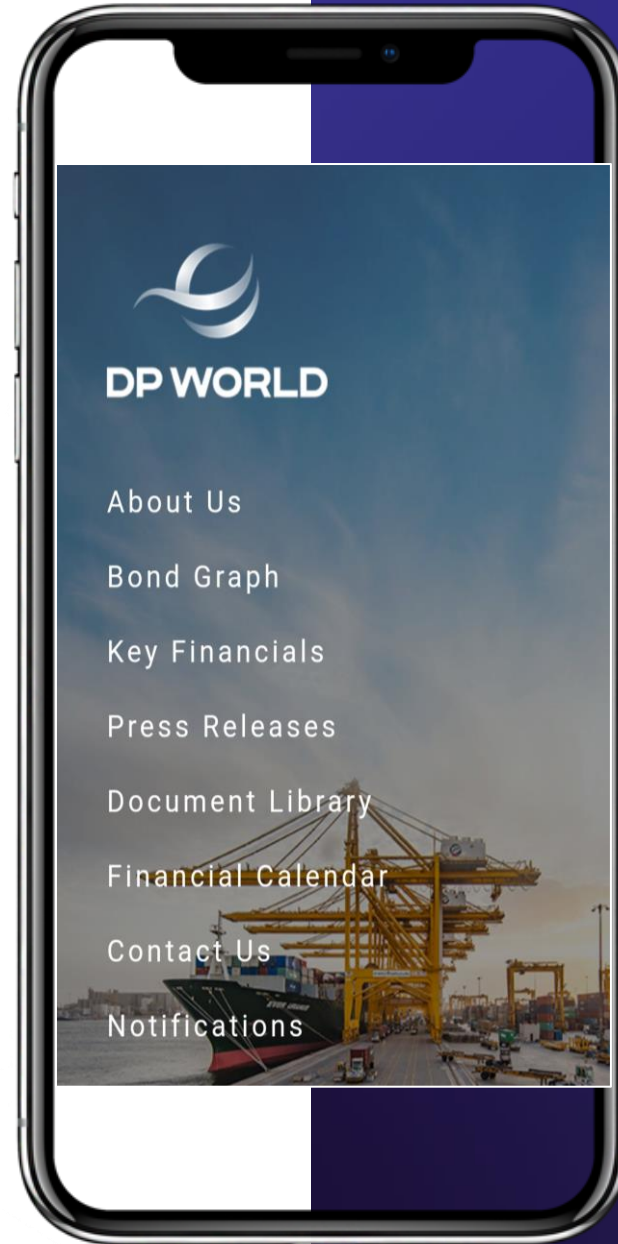 DP WORLD
About Us
Bond Graph
Key Financials
Press Releases
Document Library
Financial Calendar
Contact Us
Notifications